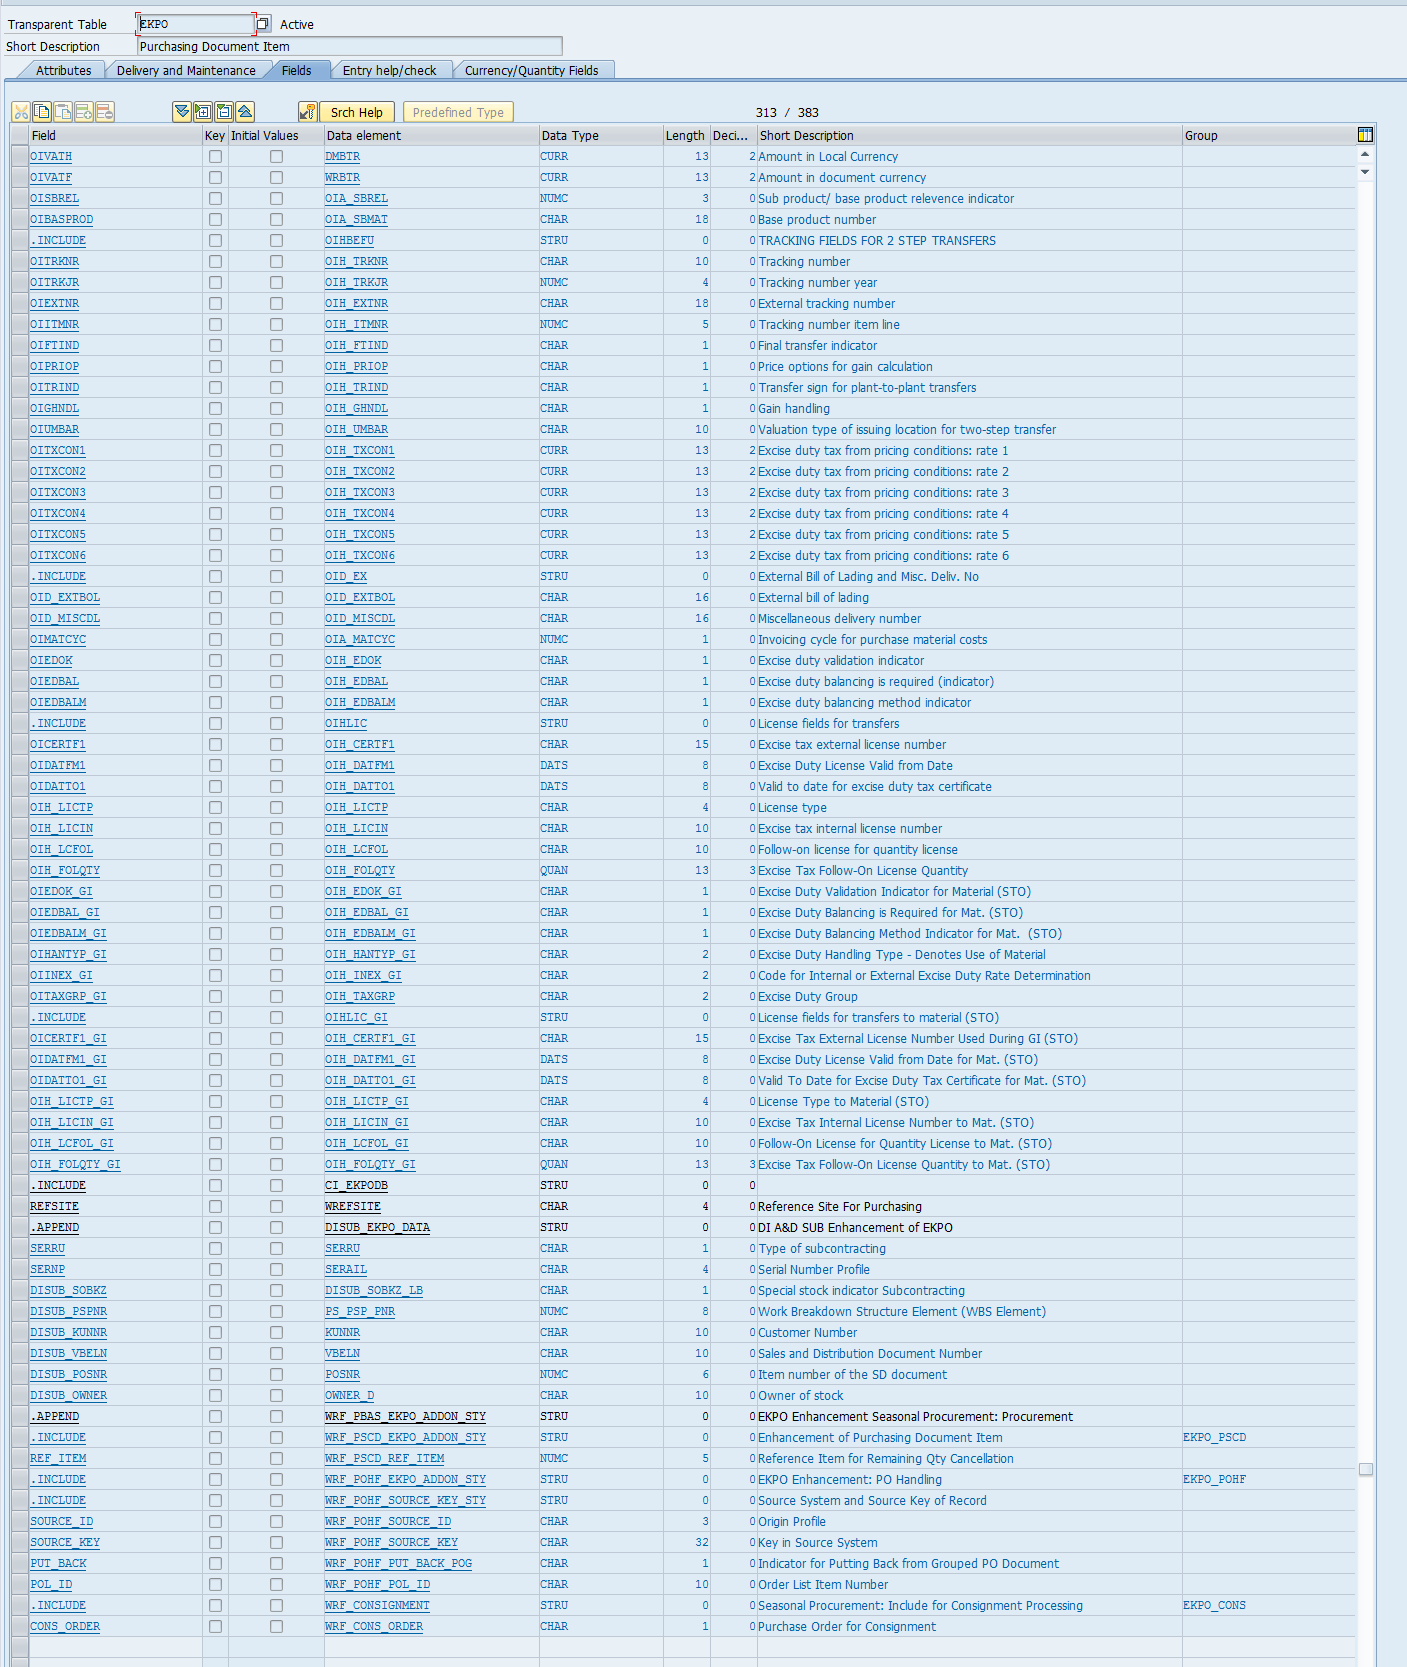 Transparent Table EKPO Active
Short Description Purchasing Document Item
Attributes Delivery and Maintenance Fields Entry help/check Currency/Quantity Fields
Srch Help Predefined Type 313 / 383
Field Key Initial Values Data element Data Type Length Deci... Short Description Group
OIVATH DMBTR CURR 13 2 Amount in Local Currency
OIVATF WRBTR CURR 13 2 Amount in document currency
OISBREL OIA_SBREL NUMC 3 0 Sub product/ base product relevence indicator
OIBASPROD OIA_SBMAT CHAR 18 0 Base product number
.INCLUDE OIHBEFU STRU 0 0 TRACKING FIELDS FOR 2 STEP TRANSFERS
OITRKNR OIH_TRKNR CHAR 10 0 Tracking number
OITRKJR OIH_TRKJR NUMC 4 0 Tracking number year
OIEXTNR OIH_EXTNR CHAR 18 0 External tracking number
OIITMNR OIH_ITMNR NUMC 5 0 Tracking number item line
OIFTIND OIH_FTIND CHAR 1 0 Final transfer indicator
OIPRIOP OIH_PRIOP CHAR 1 0 Price options for gain calculation
OITRIND OIH_TRIND CHAR 1 0 Transfer sign for plant-to-plant transfers
OIGHNDL OIH_GHNDL CHAR 1 0 Gain handling
OIUMBAR OIH_UMBAR CHAR 10 0 Valuation type of issuing location for two-step transfer
OITXCON1 OIH_TXCON1 CURR 13 2 Excise duty tax from pricing conditions: rate 1
OITXCON2 OIH_TXCON2 CURR 13 2 Excise duty tax from pricing conditions: rate 2
OITXCON3 OIH_TXCON3 CURR 13 2 Excise duty tax from pricing conditions: rate 3
OITXCON4 OIH_TXCON4 CURR 13 2 Excise duty tax from pricing conditions: rate 4
OITXCON5 OIH_TXCON5 CURR 13 2 Excise duty tax from pricing conditions: rate 5
OITXCON6 OIH_TXCON6 CURR 13 2 Excise duty tax from pricing conditions: rate 6
.INCLUDE OID_EX STRU 0 0 External Bill of Lading and Misc. Deliv. No
OID_EXTBOL OID_EXTBOL CHAR 16 0 External bill of lading
OID_MISCDL OID_MISCDL CHAR 16 0 Miscellaneous delivery number
OIMATCYC OIA_MATCYC NUMC 1 0 Invoicing cycle for purchase material costs
OIEDOK OIH_EDOK CHAR 1 0 Excise duty validation indicator
OIEDBAL OIH_EDBAL CHAR 1 0 Excise duty balancing is required (indicator)
OIEDBALM OIH_EDBALM CHAR 1 0 Excise duty balancing method indicator
.INCLUDE OIHLIC STRU 0 0 License fields for transfers
OICERTF1 OIH_CERTF1 CHAR 15 0 Excise tax external license number
OIDATFM1 OIH_DATFM1 DATS 8 0 Excise Duty License Valid from Date
OIDATTO1 OIH_DATTO1 DATS 8 0 Valid to date for excise duty tax certificate
OIH_LICTP OIH_LICTP CHAR 4 0 License type
OIH_LICIN OIH_LICIN CHAR 10 0 Excise tax internal license number
OIH_LCFOL OIH_LCFOL CHAR 10 0 Follow-on license for quantity license
OIH_FOLQTY OIH_FOLQTY QUAN 13 3 Excise Tax Follow-On License Quantity
OIEDOK_GI OIH_EDOK_GI CHAR 1 0 Excise Duty Validation Indicator for Material (STO)
OIEDBAL_GI OIH_EDBAL_GI CHAR 1 0 Excise Duty Balancing is Required for Mat. (STO)
OIEDBALM_GI OIH_EDBALM_GI CHAR 1 0 Excise Duty Balancing Method Indicator for Mat.  (STO)
OIHANTYP_GI OIH_HANTYP_GI CHAR 2 0 Excise Duty Handling Type - Denotes Use of Material
OIINEX_GI OIH_INEX_GI CHAR 2 0 Code for Internal or External Excise Duty Rate Determination
OITAXGRP_GI OIH_TAXGRP CHAR 2 0 Excise Duty Group
.INCLUDE OIHLIC_GI STRU 0 0 License fields for transfers to material (STO)
OICERTF1_GI OIH_CERTF1_GI CHAR 15 0 Excise Tax External License Number Used During GI (STO)
OIDATFM1_GI OIH_DATFM1_GI DATS 8 0 Excise Duty License Valid from Date for Mat. (STO)
OIDATTO1_GI OIH_DATTO1_GI DATS 8 0 Valid To Date for Excise Duty Tax Certificate for Mat. (STO)
OIH_LICTP_GI OIH_LICTP_GI CHAR 4 0 License Type to Material (STO)
OIH_LICIN_GI OIH_LICIN_GI CHAR 10 0 Excise Tax Internal License Number to Mat. (STO)
OIH_LCFOL_GI OIH_LCFOL_GI CHAR 10 0 Follow-On License for Quantity License to Mat. (STO)
OIH_FOLQTY_GI OIH_FOLQTY_GI QUAN 13 3 Excise Tax Follow-On License Quantity to Mat. (STO)
.INCLUDE CI_EKPODB STRU 0 0
REFSITE WREFSITE CHAR 4 0 Reference Site For Purchasing
.APPEND DISUB_EKPO_DATA STRU 0 0 DI A&D SUB Enhancement of EKPO
SERRU SERRU CHAR 1 0 Type of subcontracting
SERNP SERAIL CHAR 4 0 Serial Number Profile
DISUB_SOBKZ DISUB_SOBKZ_LB CHAR 1 0 Special stock indicator Subcontracting
DISUB_PSPNR PS_PSP_PNR NUMC 8 0 Work Breakdown Structure Element (WBS Element)
DISUB_KUNNR KUNNR CHAR 10 0 Customer Number
DISUB_VBELN VBELN CHAR 10 0 Sales and Distribution Document Number
DISUB_POSNR POSNR NUMC 6 0 Item number of the SD document
DISUB_OWNER OWNER_D CHAR 10 0 Owner of stock
.APPEND WRF_PBAS_EKPO_ADDON_STY STRU 0 0 EKPO Enhancement Seasonal Procurement: Procurement
.INCLUDE WRF_PSCD_EKPO_ADDON_STY STRU 0 0 Enhancement of Purchasing Document Item EKPO_PSCD
REF_ITEM WRF_PSCD_REF_ITEM NUMC 5 0 Reference Item for Remaining Qty Cancellation
.INCLUDE WRF_POHF_EKPO_ADDON_STY STRU 0 0 EKPO Enhancement: PO Handling EKPO_POHF
.INCLUDE WRF_POHF_SOURCE_KEY_STY STRU 0 0 Source System and Source Key of Record
SOURCE_ID WRF_POHF_SOURCE_ID CHAR 3 0 Origin Profile
SOURCE_KEY WRF_POHF_SOURCE_KEY CHAR 32 0 Key in Source System
PUT_BACK WRF_POHF_PUT_BACK_POG CHAR 1 0 Indicator for Putting Back from Grouped PO Document
POL_ID WRF_POHF_POL_ID CHAR 10 0 Order List Item Number
.INCLUDE WRF_CONSIGNMENT STRU 0 0 Seasonal Procurement: Include for Consignment Processing EKPO_CONS
CONS_ORDER WRF_CONS_ORDER CHAR 1 0 Purchase Order for Consignment